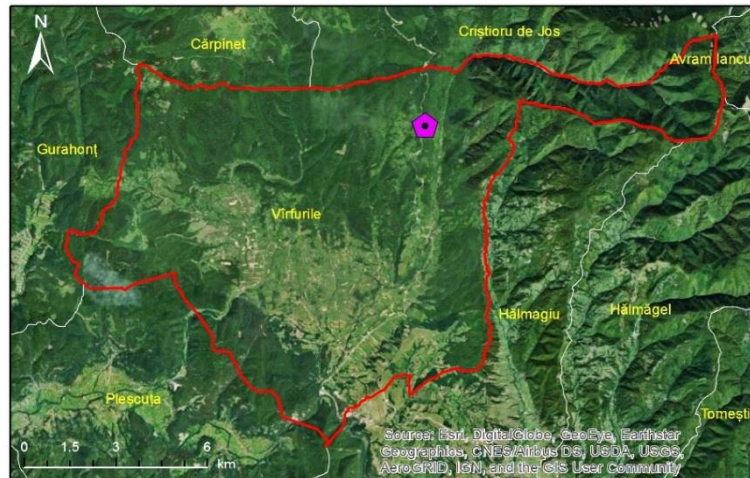 N
Cărpinet
Criștioru de Jos
Avram Iancu
Gurahonț
Vîrfurile
Hălmagiu
Hălmăgel
Pleșcuța
Tomești
0 1.5 3 6
km
Source: Esri, DigitalGlobe, GeoEye, Earthstar
Geographics, CNES/Airbus DS, USDA, USGS,
AeroGRID, IGN, and the GIS User Community